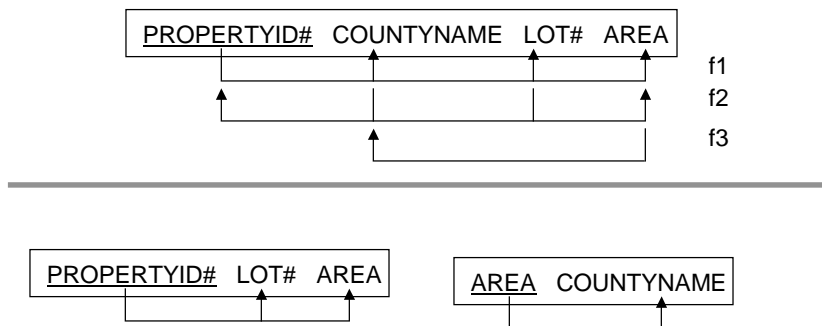 PROPERTYID# COUNTYNAME LOT# AREA
f1
f2
f3
PROPERTYID# LOT# AREA
AREA COUNTYNAME